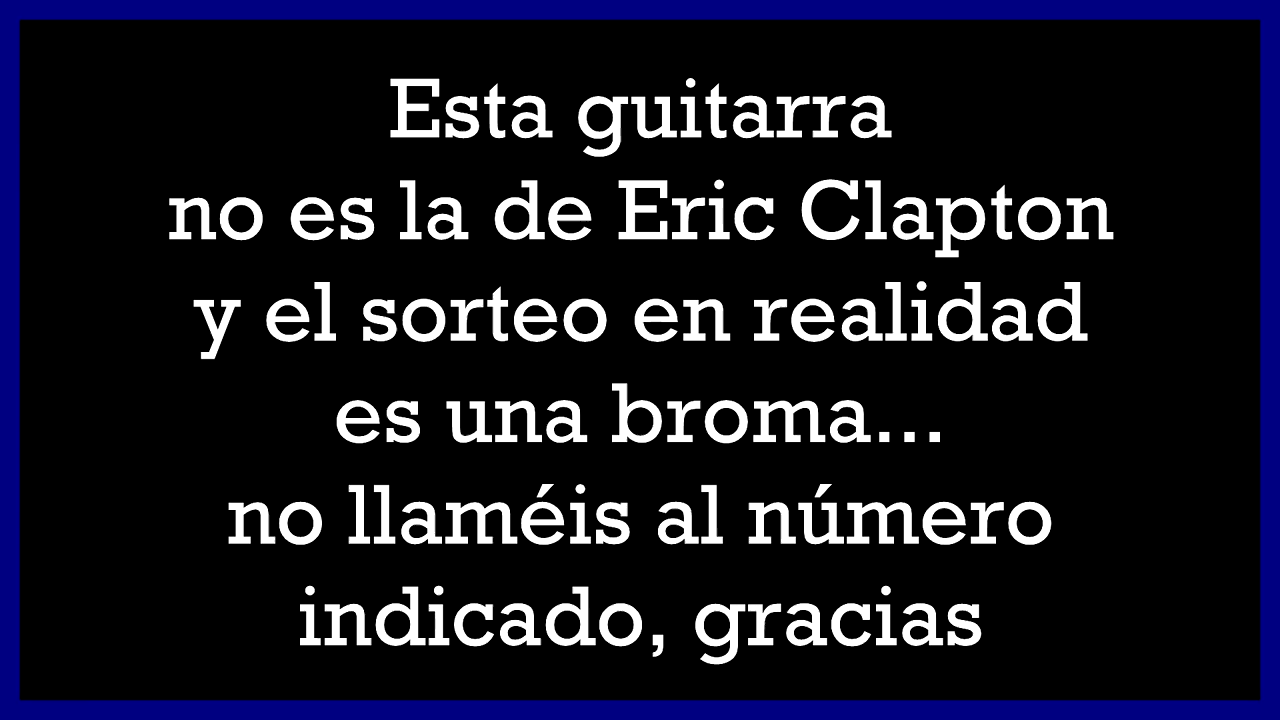 Esta guitarra
no es la de Eric Clapton
y el sorteo en realidad
es una broma...
no llaméis al número
indicado, gracias